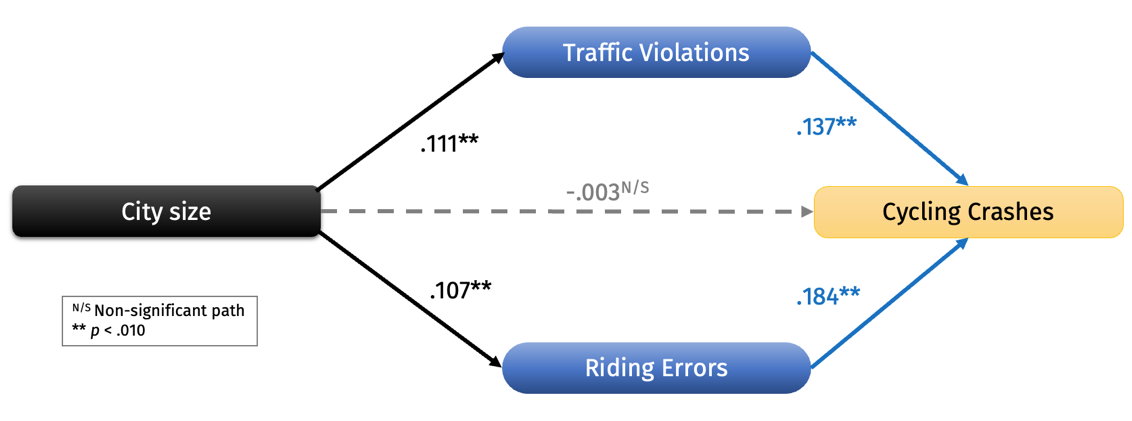 Traffic Violations
.111**
.137**
-.003N/S
City size
Cycling Crashes
.107**
.184**
N/S Non-significant path
** p < .010
Riding Errors